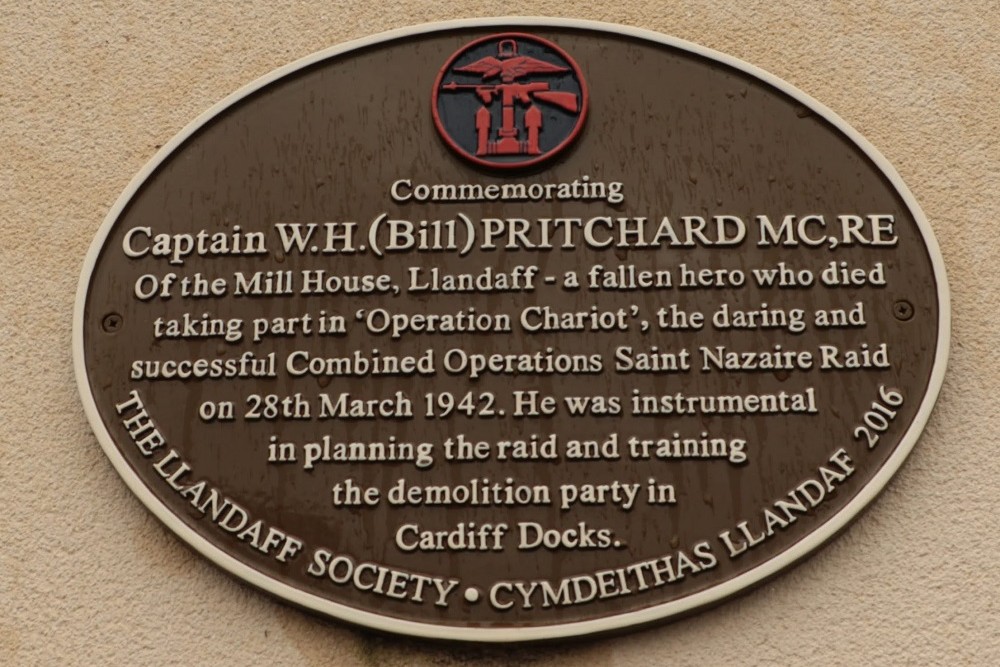 Commemorating
Captain W.H.(Bill) PRITCHARD MC,RE
Of the Mill House, Llandaff - a fallen hero who died
taking part in ‘Operation Chariot’, the daring and
successful Combined Operations Saint Nazaire Raid
on 28th March 1942. He was instrumental
in planning the raid and training
the demolition party in
Cardiff Docks.
THE LLANDAFF SOCIETY • CYMDEITHAS LLANDAF 2016